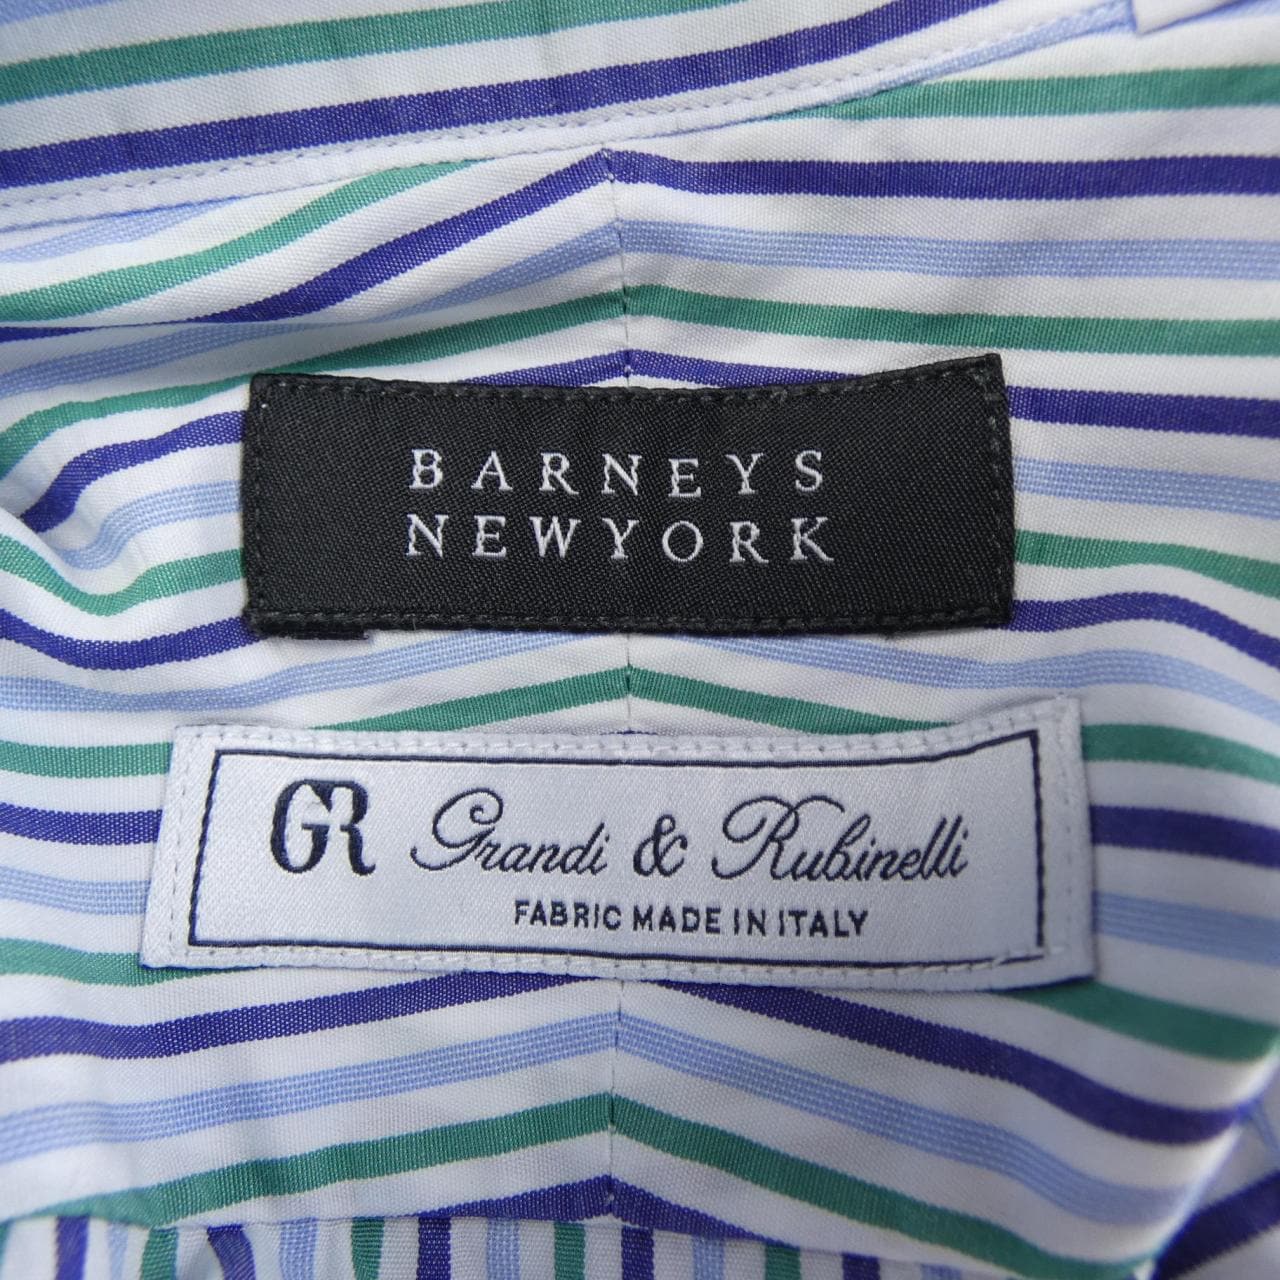 BARNEYS
NEWYORK
GR Grandi & Rubinelli
FABRIC MADE IN ITALY